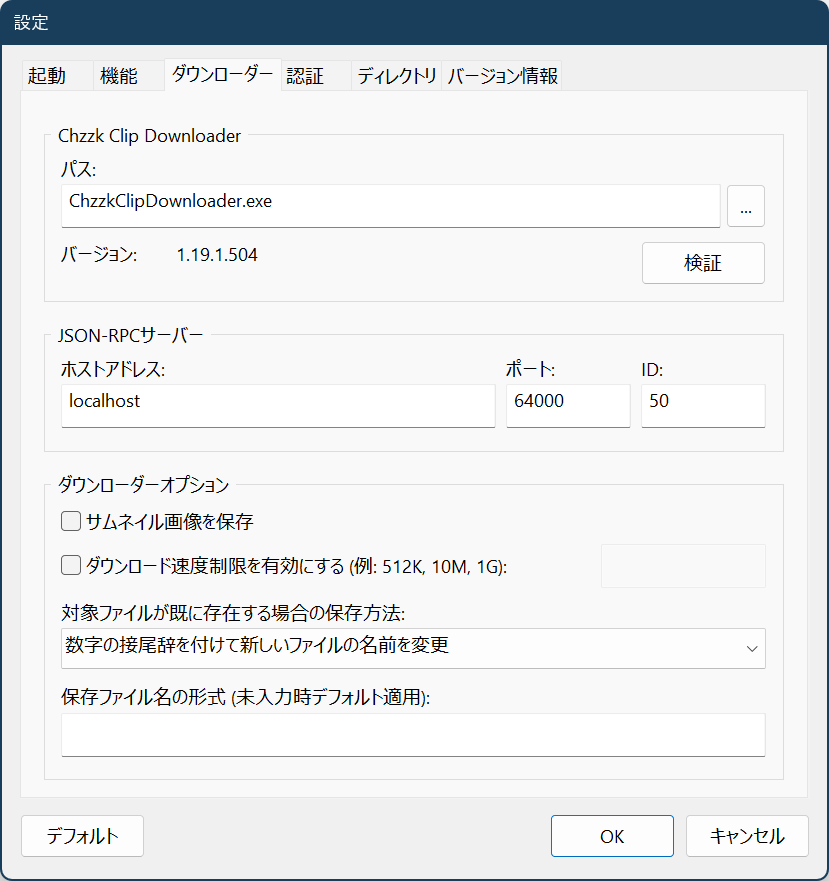 設定
起動 機能 ダウンローダー 認証 ディレクトリ バージョン情報
Chzzk Clip Downloader
パス:
ChzzkClipDownloader.exe ...
バージョン: 1.19.1.504
検証
JSON-RPCサーバー
ホストアドレス: ポート: ID:
localhost 64000 50
ダウンローダーオプション
サムネイル画像を保存
ダウンロード速度制限を有効にする (例: 512K, 10M, 1G):
対象ファイルが既に存在する場合の保存方法:
数字の接尾辞を付けて新しいファイルの名前を変更
保存ファイル名の形式 (未入力時デフォルト適用):
デフォルト OK キャンセル